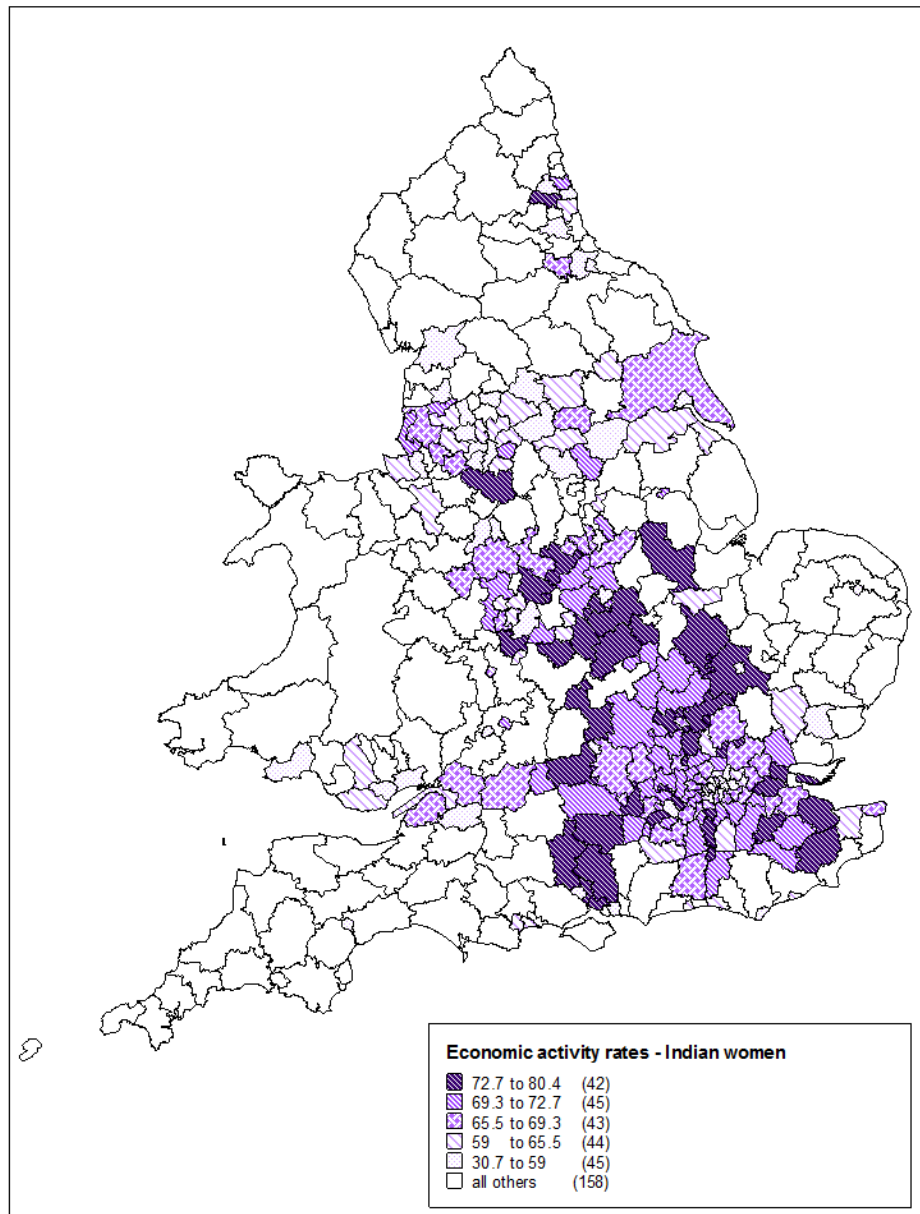 Economic activity rates - Indian women
72.7 to 80.4 (42)
69.3 to 72.7 (45)
65.5 to 69.3 (43)
59 to 65.5 (44)
30.7 to 59 (45)
all others (158)